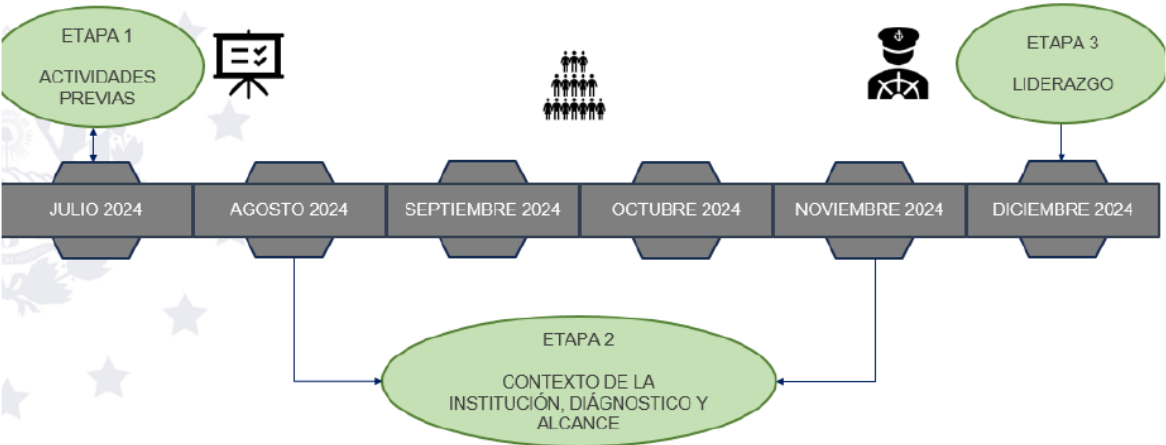 ETAPA 1
ACTIVIDADES
PREVIAS
ETAPA 3
LIDERAZGO
JULIO 2024
AGOSTO 2024
SEPTIEMBRE 2024
OCTUBRE 2024
NOVIEMBRE 2024
DICIEMBRE 2024
ETAPA 2
CONTEXTO DE LA
INSTITUCIÓN, DIÁGNOSTICO Y
ALCANCE